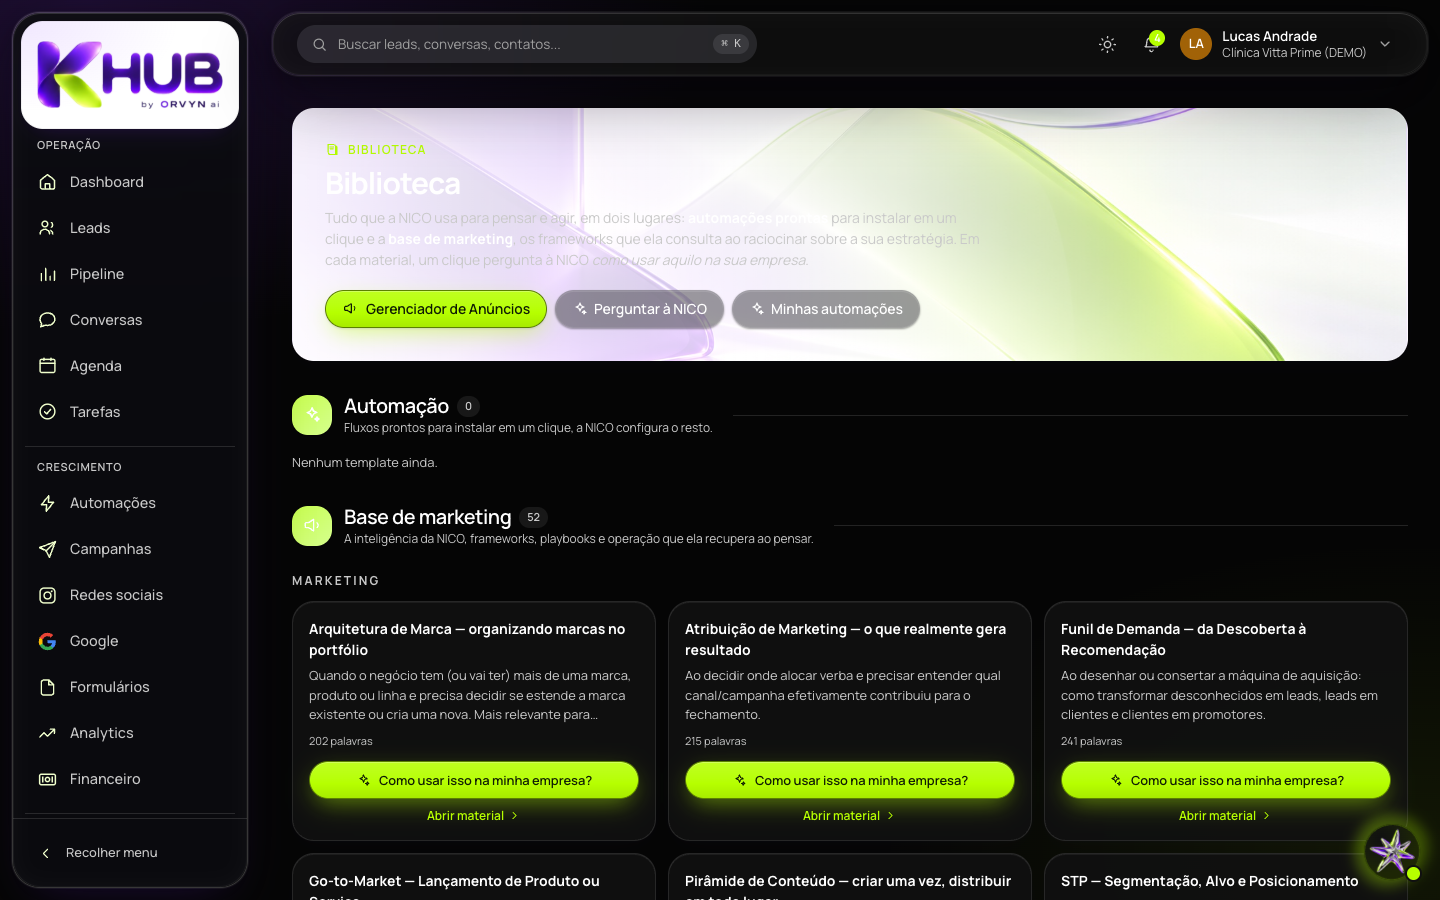 KHUB
by ORVYN ai
OPERAÇÃO
Dashboard
Leads
Pipeline
Conversas
Agenda
Tarefas
CRESCIMENTO
Automações
Campanhas
Redes sociais
Google
Formulários
Analytics
Financeiro
Recolher menu
Buscar leads, conversas, contatos...
⌘ K
4
LA
Lucas Andrade
Clínica Vitta Prime (DEMO)
BIBLIOTECA
Biblioteca
Tudo que a NICO usa para pensar e agir, em dois lugares: automações prontas para instalar em um
clique e a base de marketing, os frameworks que ela consulta ao raciocinar sobre a sua estratégia. Em
cada material, um clique pergunta à NICO como usar aquilo na sua empresa.
Gerenciador de Anúncios
Perguntar à NICO
Minhas automações
Automação 0
Fluxos prontos para instalar em um clique, a NICO configura o resto.
Nenhum template ainda.
Base de marketing 52
A inteligência da NICO, frameworks, playbooks e operação que ela recupera ao pensar.
MARKETING
Arquitetura de Marca — organizando marcas no
portfólio
Quando o negócio tem (ou vai ter) mais de uma marca,
produto ou linha e precisa decidir se estende a marca
existente ou cria uma nova. Mais relevante para…
202 palavras
Como usar isso na minha empresa?
Abrir material
Atribuição de Marketing — o que realmente gera
resultado
Ao decidir onde alocar verba e precisar entender qual
canal/campanha efetivamente contribuiu para o
fechamento.
215 palavras
Como usar isso na minha empresa?
Abrir material
Funil de Demanda — da Descoberta à
Recomendação
Ao desenhar ou consertar a máquina de aquisição:
como transformar desconhecidos em leads, leads em
clientes e clientes em promotores.
241 palavras
Como usar isso na minha empresa?
Abrir material
Go-to-Market — Lançamento de Produto ou
Serviço
Pirâmide de Conteúdo — criar uma vez, distribuir
em todo lugar
STP — Segmentação, Alvo e Posicionamento